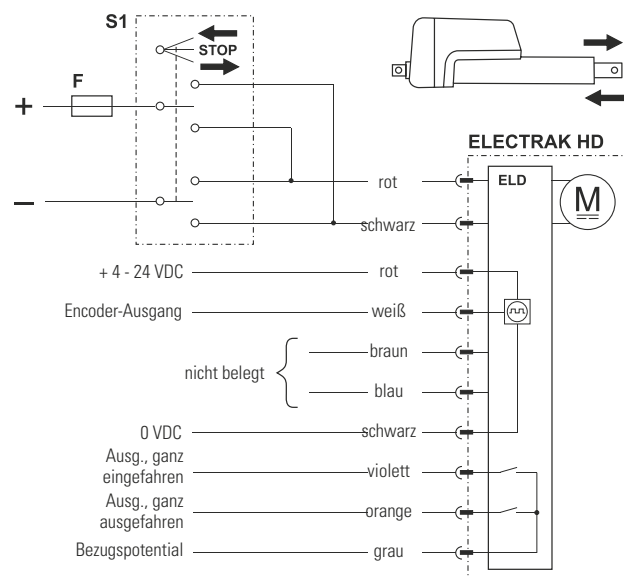 S1
STOP
F
+
–
ELECTRAK HD
ELD
M
rot
schwarz
+ 4 - 24 VDC
rot
Encoder-Ausgang
weiß
nicht belegt
braun
blau
0 VDC
schwarz
Ausg., ganz
eingefahren
violett
Ausg., ganz
ausgefahren
orange
Bezugspotential
grau